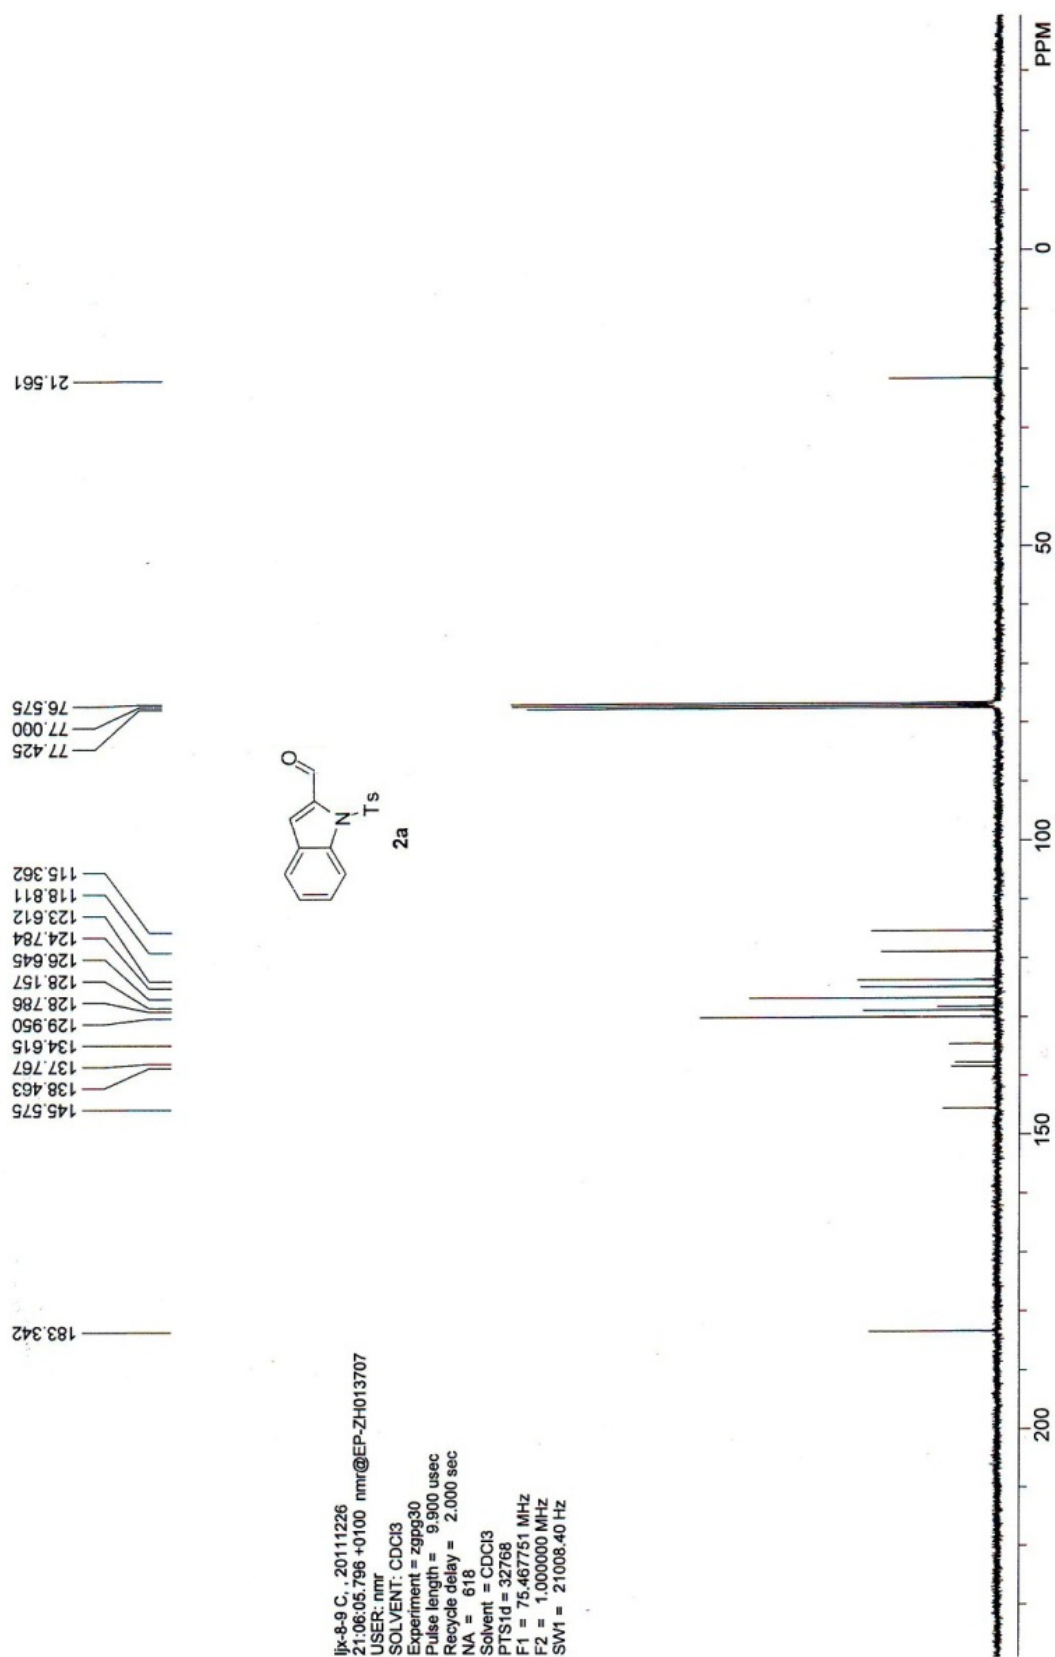 183.342
145.575
138.463
137.767
134.615
129.950
128.786
128.157
126.645
124.784
123.612
118.811
115.362
77.425
77.000
76.575
21.561
O
N
Ts
2a
ljx-8-9 C, , 20111226
21:06:05.796 +0100 nmr@EP-ZH013707
USER: nmr
SOLVENT: CDCl3
Experiment = zgpg30
Pulse length = 9.900 usec
Recycle delay = 2.000 sec
NA = 618
Solvent = CDCl3
PTS1d = 32768
F1 = 75.467751 MHz
F2 = 1.000000 MHz
SW1 = 21008.40 Hz
200
150
100
50
0
PPM